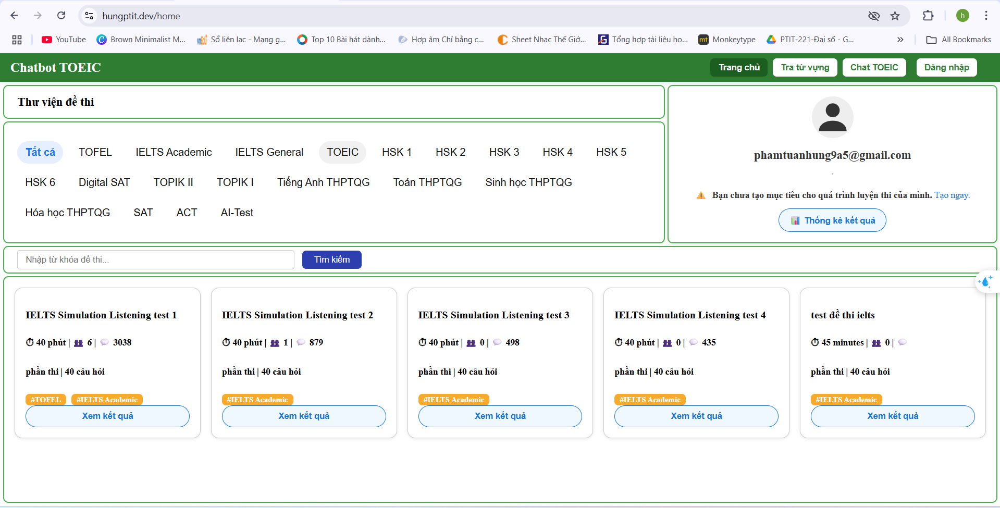 hungptit.dev/home
h
YouTube
Brown Minimalist M...
Sổ liên lạc - Mạng g...
Top 10 Bài hát dành...
Hợp âm Chỉ bằng c...
Sheet Nhạc Thế Giớ...
Tổng hợp tài liệu họ...
mt
Monkeytype
PTIT-221-Đại số - G...
All Bookmarks
Chatbot TOEIC
Trang chủ
Tra từ vựng
Chat TOEIC
Đăng nhập
Thư viện đề thi
Tất cả
TOFEL
IELTS Academic
IELTS General
TOEIC
HSK 1
HSK 2
HSK 3
HSK 4
HSK 5
HSK 6
Digital SAT
TOPIK II
TOPIK I
Tiếng Anh THPTQG
Toán THPTQG
Sinh học THPTQG
Hóa học THPTQG
SAT
ACT
AI-Test
phamtuanhung9a5@gmail.com
.
Bạn chưa tạo mục tiêu cho quá trình luyện thi của mình. Tạo ngay.
Thống kê kết quả
Nhập từ khóa đề thi...
Tìm kiếm
IELTS Simulation Listening test 1
40 phút | 6 | 3038
phần thi | 40 câu hỏi
#TOFEL #IELTS Academic
Xem kết quả
IELTS Simulation Listening test 2
40 phút | 1 | 879
phần thi | 40 câu hỏi
#IELTS Academic
Xem kết quả
IELTS Simulation Listening test 3
40 phút | 0 | 498
phần thi | 40 câu hỏi
#IELTS Academic
Xem kết quả
IELTS Simulation Listening test 4
40 phút | 0 | 435
phần thi | 40 câu hỏi
#IELTS Academic
Xem kết quả
test đề thi ielts
45 minutes | 0 |
phần thi | 40 câu hỏi
#IELTS Academic
Xem kết quả